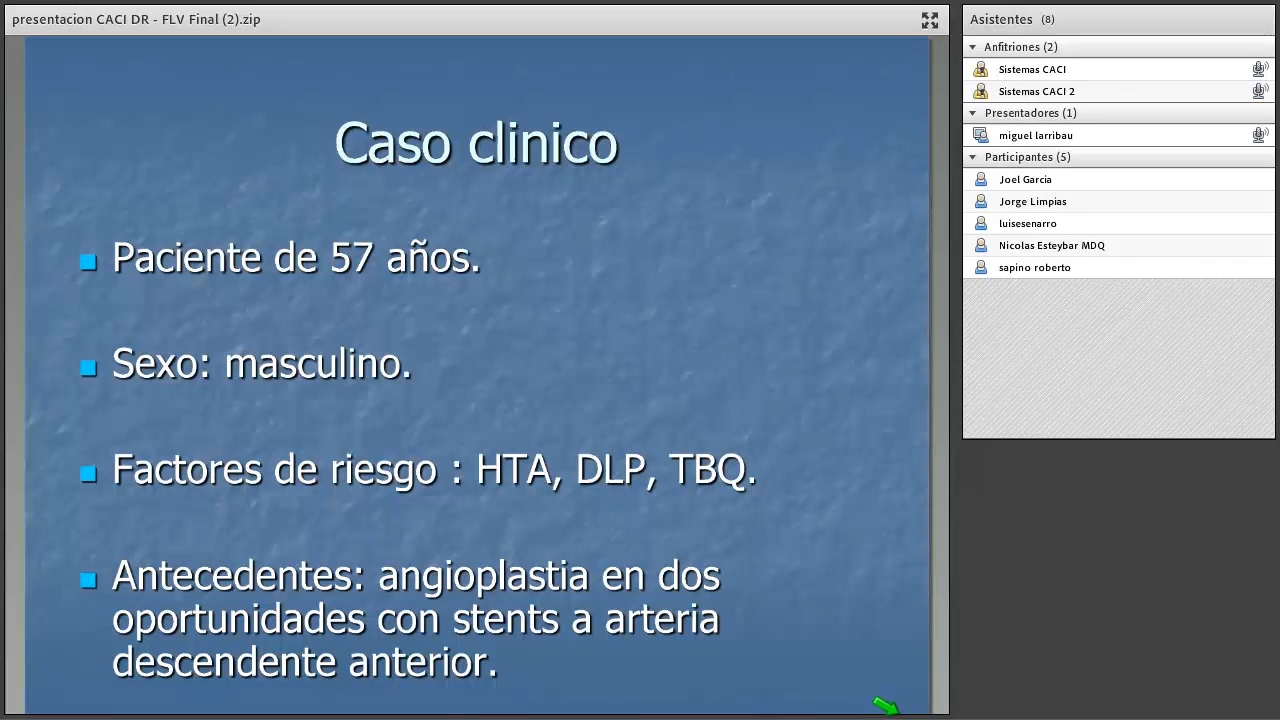 presentacion CACI DR - FLV Final (2).zip
Caso clinico
Paciente de 57 años.
Sexo: masculino.
Factores de riesgo : HTA, DLP, TBQ.
Antecedentes: angioplastia en dos
oportunidades con stents a arteria
descendente anterior.
Asistentes (8)
Anfitriones (2)
Sistemas CACI
Sistemas CACI 2
Presentadores (1)
miguel larribau
Participantes (5)
Joel Garcia
Jorge Limpias
luisesenarro
Nicolas Esteybar MDQ
sapino roberto